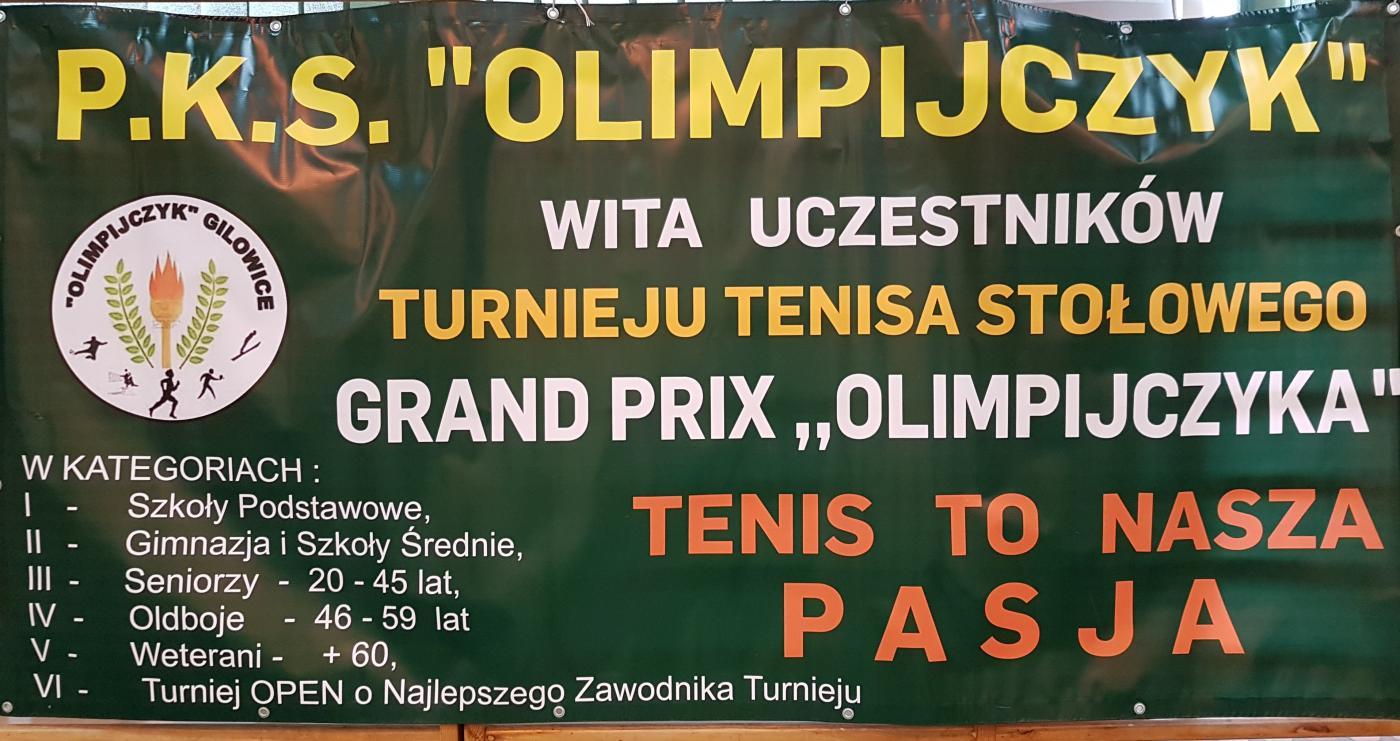 P.K.S. "OLIMPIJCZYK"
WITA UCZESTNIKÓW
"OLIMPIJCZYK" GILOWICE
TURNIEJU TENISA STOŁOWEGO
GRAND PRIX ,,OLIMPIJCZYKA"
W KATEGORIACH :
I - Szkoły Podstawowe,
II - Gimnazja i Szkoły Średnie,
III - Seniorzy - 20 - 45 lat,
IV - Oldboje - 46 - 59 lat
V - Weterani - + 60,
VI - Turniej OPEN o Najlepszego Zawodnika Turnieju
TENIS TO NASZA
PASJA